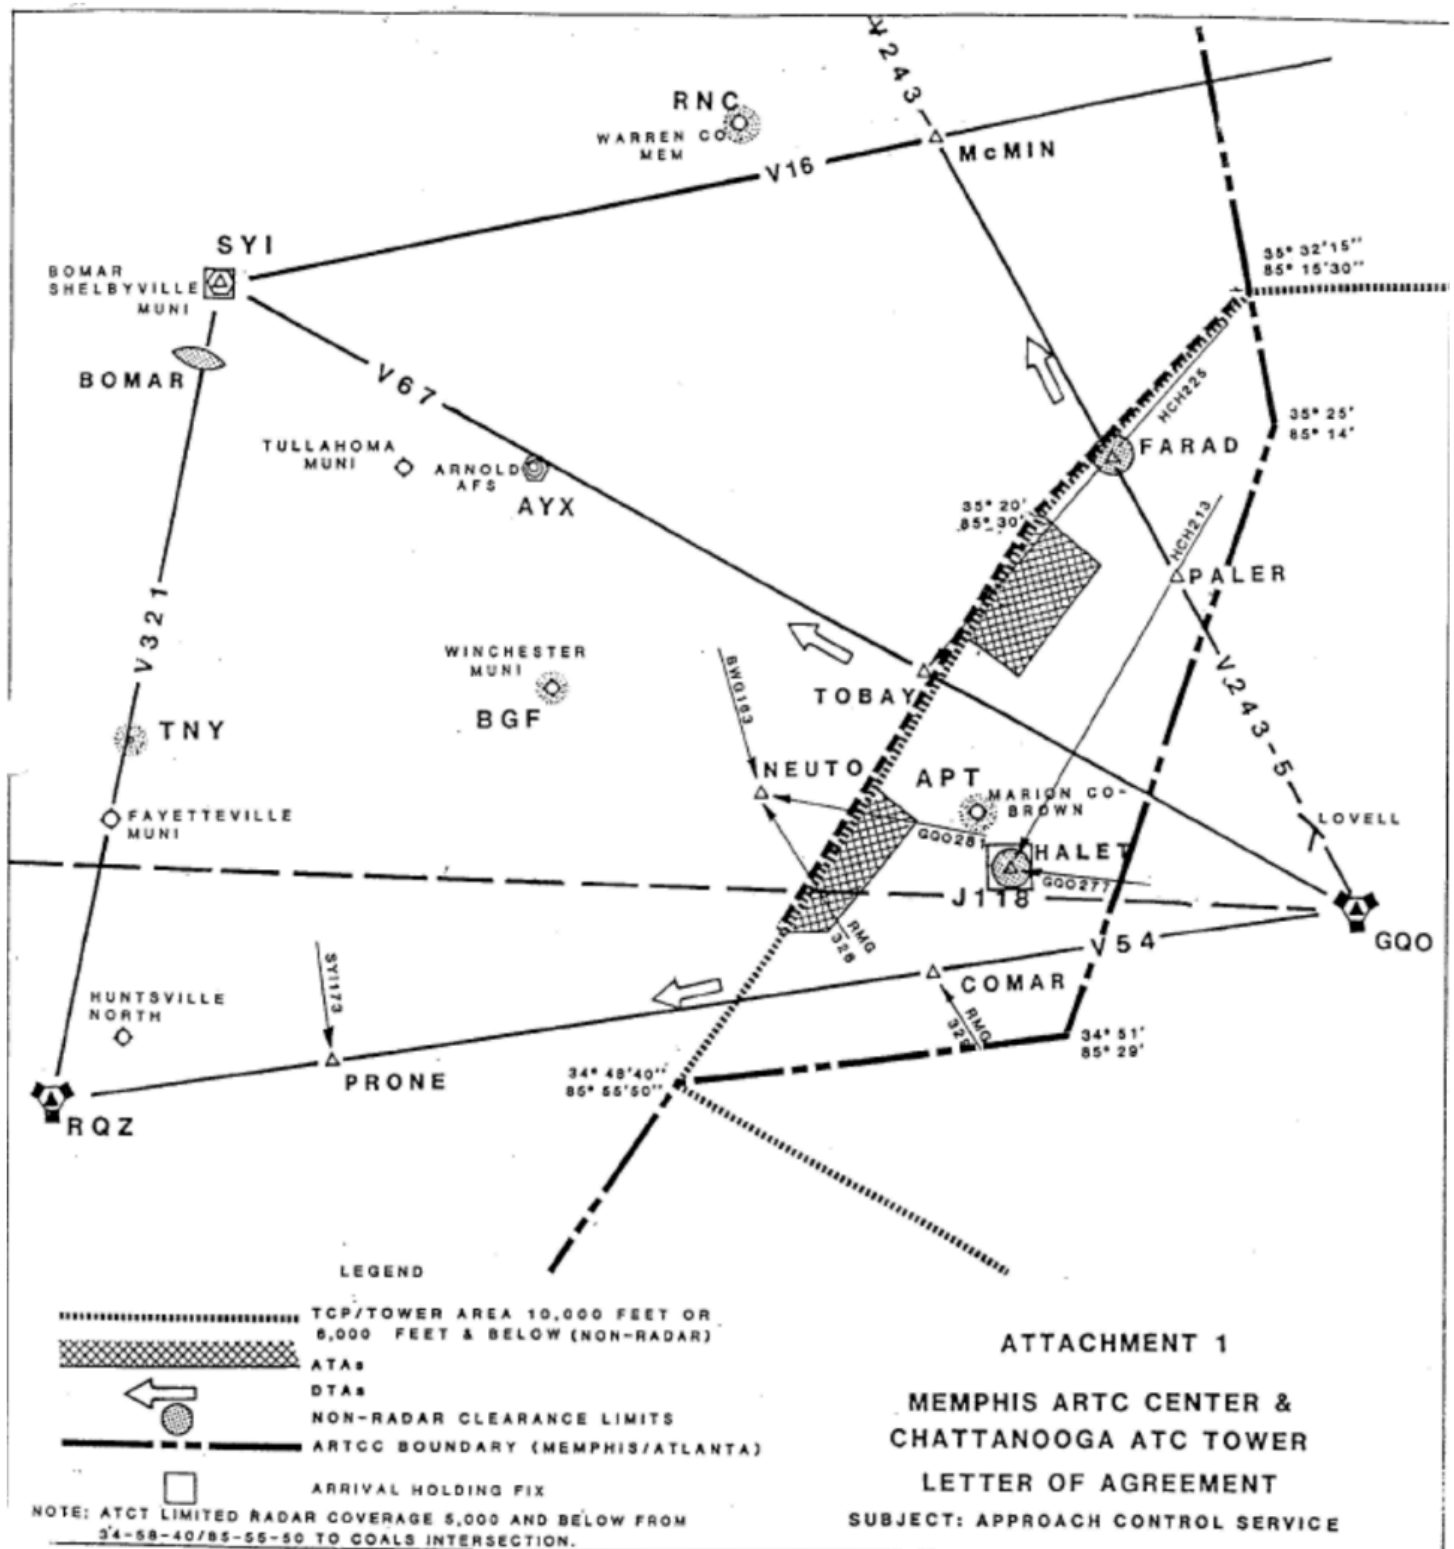 V243
RNC
WARREN CO
MEM
McMIN
V16
SYI
BOMAR
SHELBYVILLE
MUNI
35° 32'15"
85° 15'30"
BOMAR
V67
HCH225
35° 25'
85° 14'
TULLAHOMA
MUNI
ARNOLD
AFS
AYX
FARAD
35° 20'
85° 30'
HCH213
PALER
V321
WINCHESTER
MUNI
BGF
BWG163
TOBAY
V243-5
TNY
NEUTO
APT
MARION CO-
BROWN
FAYETTEVILLE
MUNI
GQO281
HALET
LOVELL
GQO277
J118
RMG
328
V54
GQO
SYI173
COMAR
HUNTSVILLE
NORTH
RMG
34° 51'
85° 29'
PRONE
34° 48'40"
85° 55'50"
RQZ
LEGEND
TCP/TOWER AREA 10,000 FEET OR
6,000 FEET & BELOW (NON-RADAR)
ATAs
DTAs
NON-RADAR CLEARANCE LIMITS
ARTCC BOUNDARY (MEMPHIS/ATLANTA)
ARRIVAL HOLDING FIX
NOTE: ATCT LIMITED RADAR COVERAGE 5,000 AND BELOW FROM
34-58-40/85-55-50 TO COALS INTERSECTION.
ATTACHMENT 1
MEMPHIS ARTC CENTER &
CHATTANOOGA ATC TOWER
LETTER OF AGREEMENT
SUBJECT: APPROACH CONTROL SERVICE